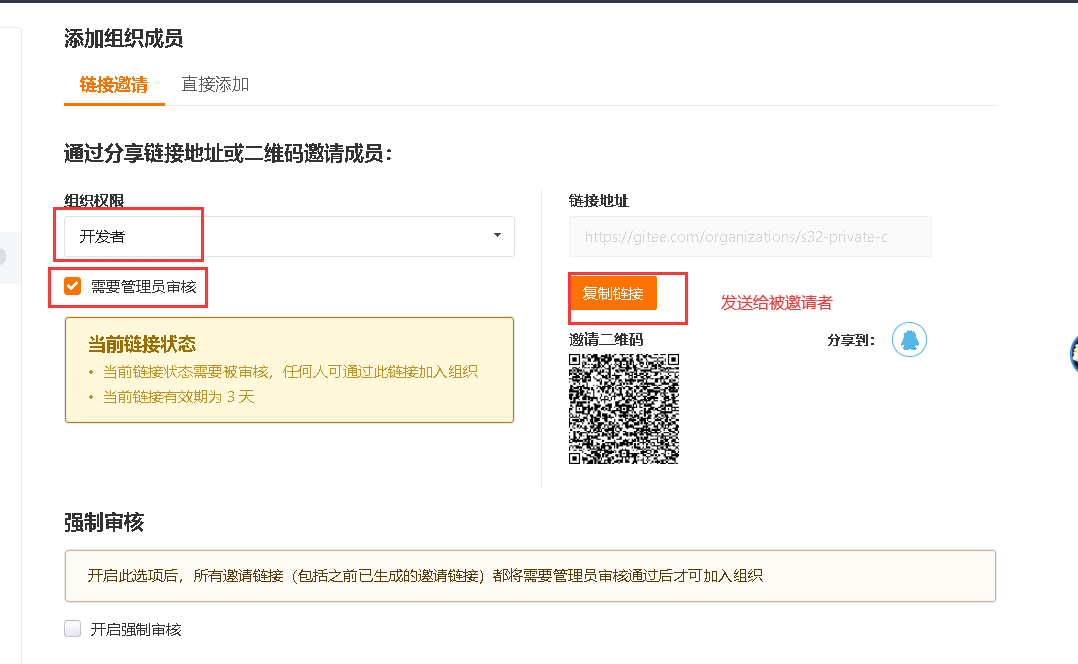 添加组织成员
链接邀请
直接添加
通过分享链接地址或二维码邀请成员：
组织权限
开发者
需要管理员审核
当前链接状态
• 当前链接状态需要被审核，任何人可通过此链接加入组织
• 当前链接有效期为 3 天
链接地址
https://gitee.com/organizations/s32-private-c
复制链接
发送给被邀请者
邀请二维码
分享到：
强制审核
开启此选项后，所有邀请链接（包括之前已生成的邀请链接）都将需要管理员审核通过后才可加入组织
开启强制审核